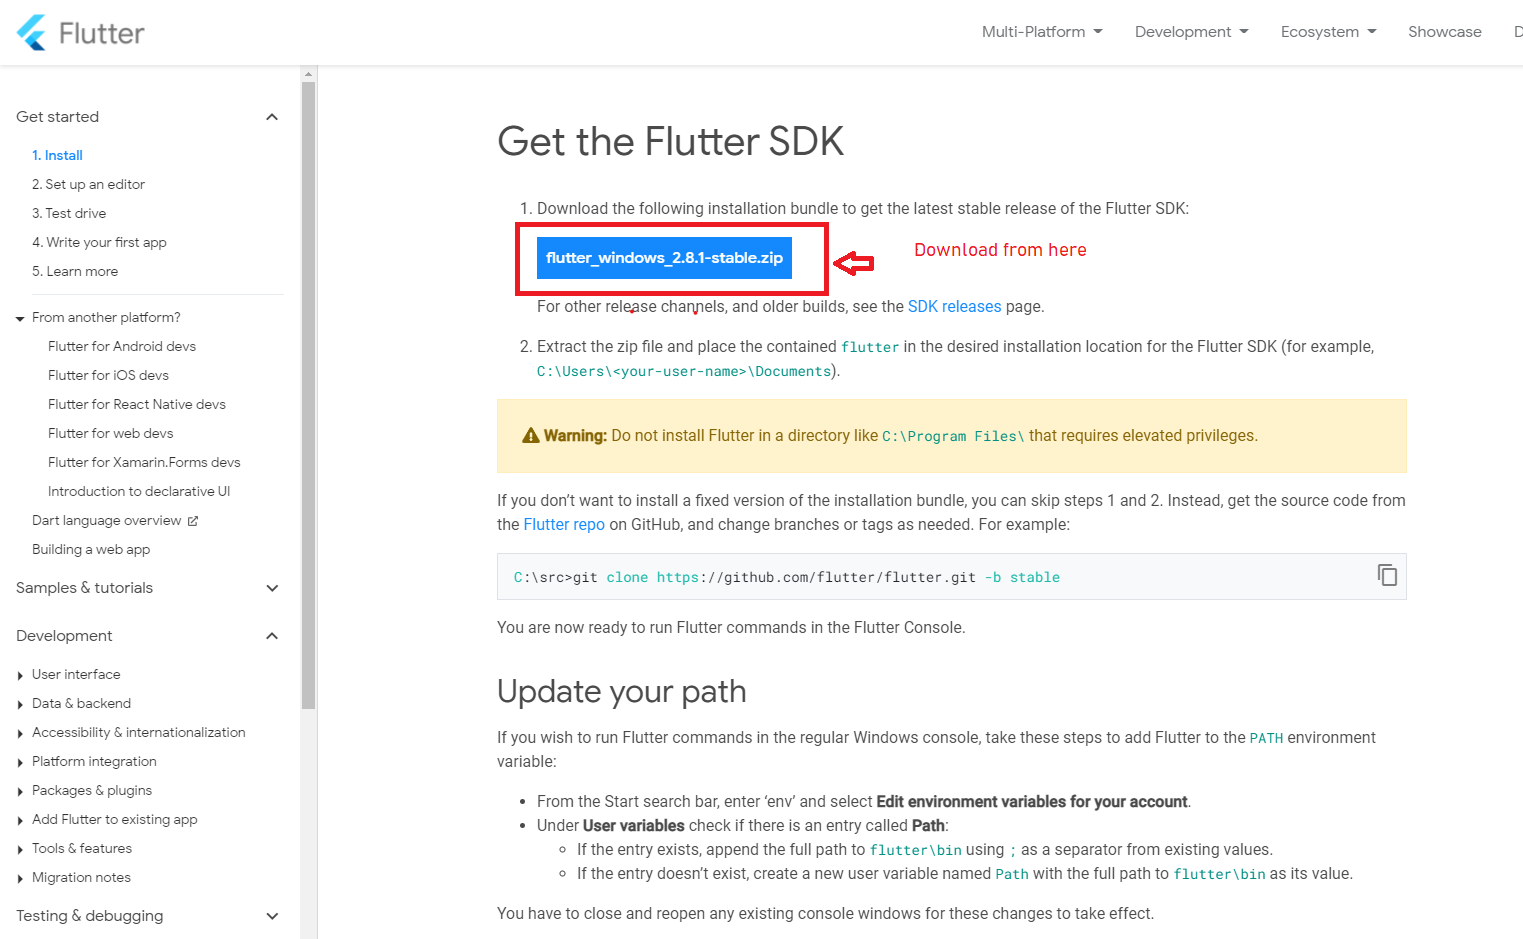 Flutter
Multi-Platform
Development
Ecosystem
Showcase
D
Get started
1. Install
2. Set up an editor
3. Test drive
4. Write your first app
5. Learn more
From another platform?
Flutter for Android devs
Flutter for iOS devs
Flutter for React Native devs
Flutter for web devs
Flutter for Xamarin.Forms devs
Introduction to declarative UI
Dart language overview
Building a web app
Samples & tutorials
Development
User interface
Data & backend
Accessibility & internationalization
Platform integration
Packages & plugins
Add Flutter to existing app
Tools & features
Migration notes
Testing & debugging
Get the Flutter SDK
1. Download the following installation bundle to get the latest stable release of the Flutter SDK:
flutter_windows_2.8.1-stable.zip
Download from here
For other release channels, and older builds, see the SDK releases page.
2. Extract the zip file and place the contained flutter in the desired installation location for the Flutter SDK (for example,
C:\Users\<your-user-name>\Documents).
Warning: Do not install Flutter in a directory like C:\Program Files\ that requires elevated privileges.
If you don’t want to install a fixed version of the installation bundle, you can skip steps 1 and 2. Instead, get the source code from
the Flutter repo on GitHub, and change branches or tags as needed. For example:
C:\src>git clone https://github.com/flutter/flutter.git -b stable
You are now ready to run Flutter commands in the Flutter Console.
Update your path
If you wish to run Flutter commands in the regular Windows console, take these steps to add Flutter to the PATH environment
variable:
• From the Start search bar, enter ‘env’ and select Edit environment variables for your account.
• Under User variables check if there is an entry called Path:
◦ If the entry exists, append the full path to flutter\bin using ; as a separator from existing values.
◦ If the entry doesn’t exist, create a new user variable named Path with the full path to flutter\bin as its value.
You have to close and reopen any existing console windows for these changes to take effect.